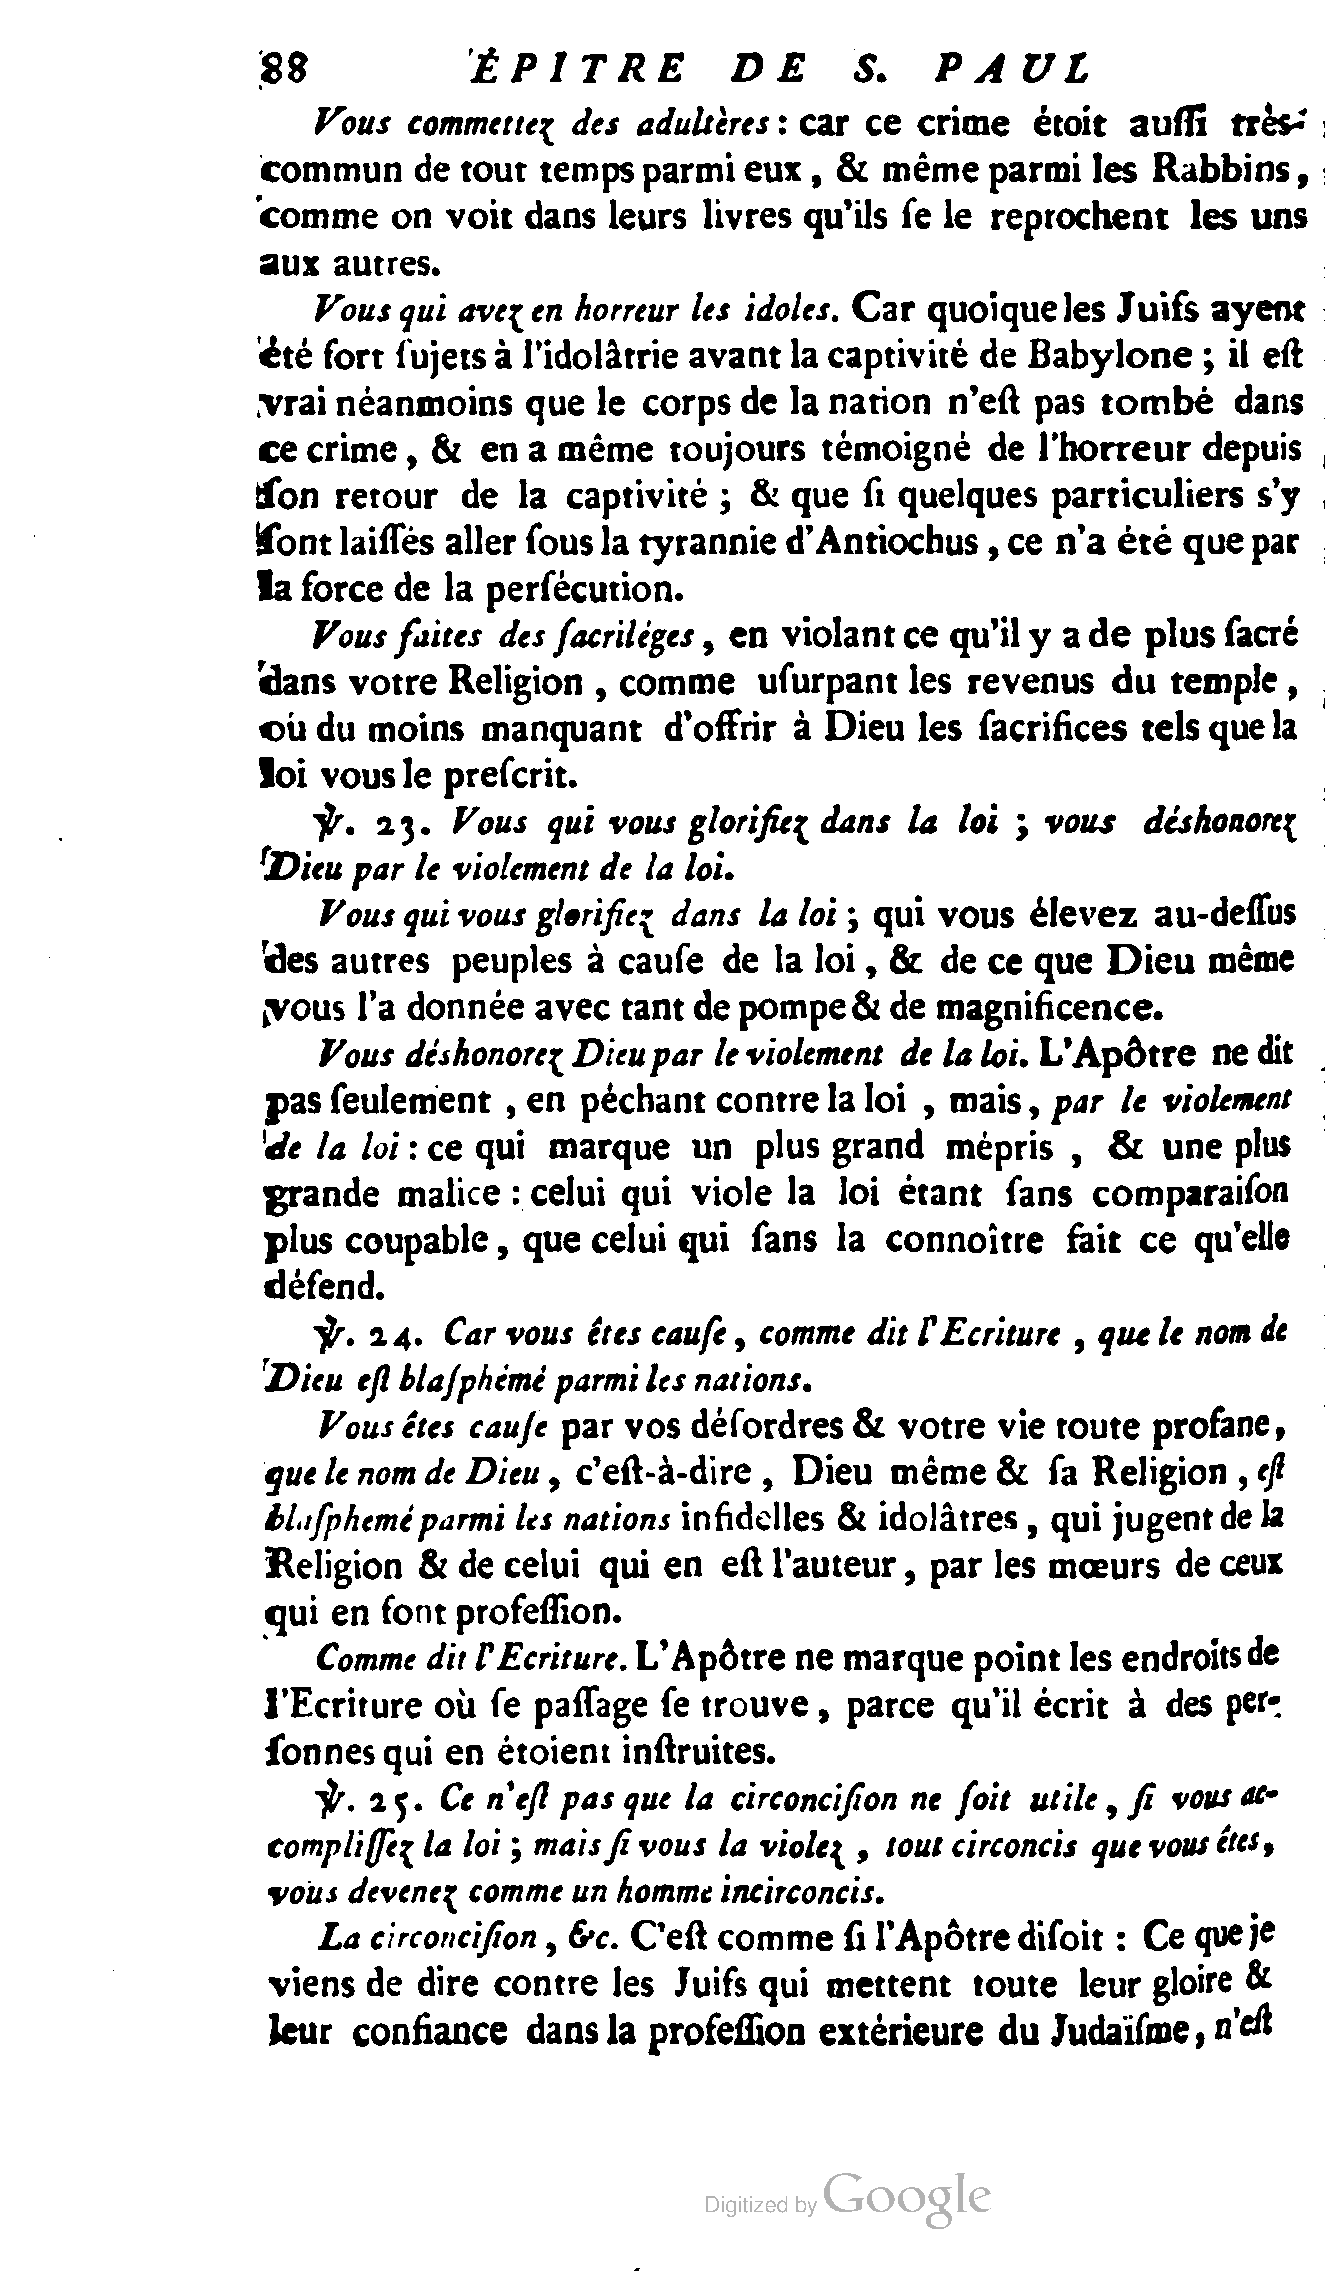 88 ÉPITRE DE S. PAUL
Vous commettez des adultères : car ce crime étoit auſſi très-
commun de tout temps parmi eux, & même parmi les Rabbins,
comme on voit dans leurs livres qu'ils ſe le reprochent les uns
aux autres.
Vous qui avez en horreur les idoles. Car quoique les Juifs ayent
été fort ſujets à l'idolâtrie avant la captivité de Babylone ; il eſt
vrai néanmoins que le corps de la nation n'eſt pas tombé dans
ce crime, & en a même toujours témoigné de l'horreur depuis
ſon retour de la captivité ; & que ſi quelques particuliers s'y
ſont laiſſés aller ſous la tyrannie d'Antiochus, ce n'a été que par
la force de la perſécution.
Vous faites des ſacriléges, en violant ce qu'il y a de plus ſacré
dans votre Religion, comme uſurpant les revenus du temple,
où du moins manquant d'offrir à Dieu les ſacrifices tels que la
loi vous le preſcrit.
℣. 23. Vous qui vous glorifiez dans la loi ; vous déshonorez
Dieu par le violement de la loi.
Vous qui vous glorifiez dans la loi ; qui vous élevez au-deſſus
des autres peuples à cauſe de la loi, & de ce que Dieu même
vous l'a donnée avec tant de pompe & de magnificence.
Vous déshonorez Dieu par le violement de la loi. L'Apôtre ne dit
pas ſeulement, en péchant contre la loi, mais, par le violement
de la loi : ce qui marque un plus grand mépris, & une plus
grande malice : celui qui viole la loi étant ſans comparaiſon
plus coupable, que celui qui ſans la connoître fait ce qu'elle
défend.
℣. 24. Car vous êtes cauſe, comme dit l'Ecriture, que le nom de
Dieu eſt blaſphémé parmi les nations.
Vous êtes cauſe par vos déſordres & votre vie toute profane,
que le nom de Dieu, c'eſt-à-dire, Dieu même & ſa Religion, eſt
blaſphemé parmi les nations infidelles & idolâtres, qui jugent de la
Religion & de celui qui en eſt l'auteur, par les mœurs de ceux
qui en font profeſſion.
Comme dit l'Ecriture. L'Apôtre ne marque point les endroits de
l'Ecriture où ſe paſſage ſe trouve, parce qu'il écrit à des per-
ſonnes qui en étoient inſtruites.
℣. 25. Ce n'eſt pas que la circonciſion ne ſoit utile, ſi vous ac-
compliſſez la loi ; mais ſi vous la violez, tout circoncis que vous êtes,
vous devenez comme un homme incirconcis.
La circonciſion, &c. C'eſt comme ſi l'Apôtre diſoit : Ce que je
viens de dire contre les Juifs qui mettent toute leur gloire &
leur confiance dans la profeſſion extérieure du Judaïſme, n'eſt
Digitized by Google